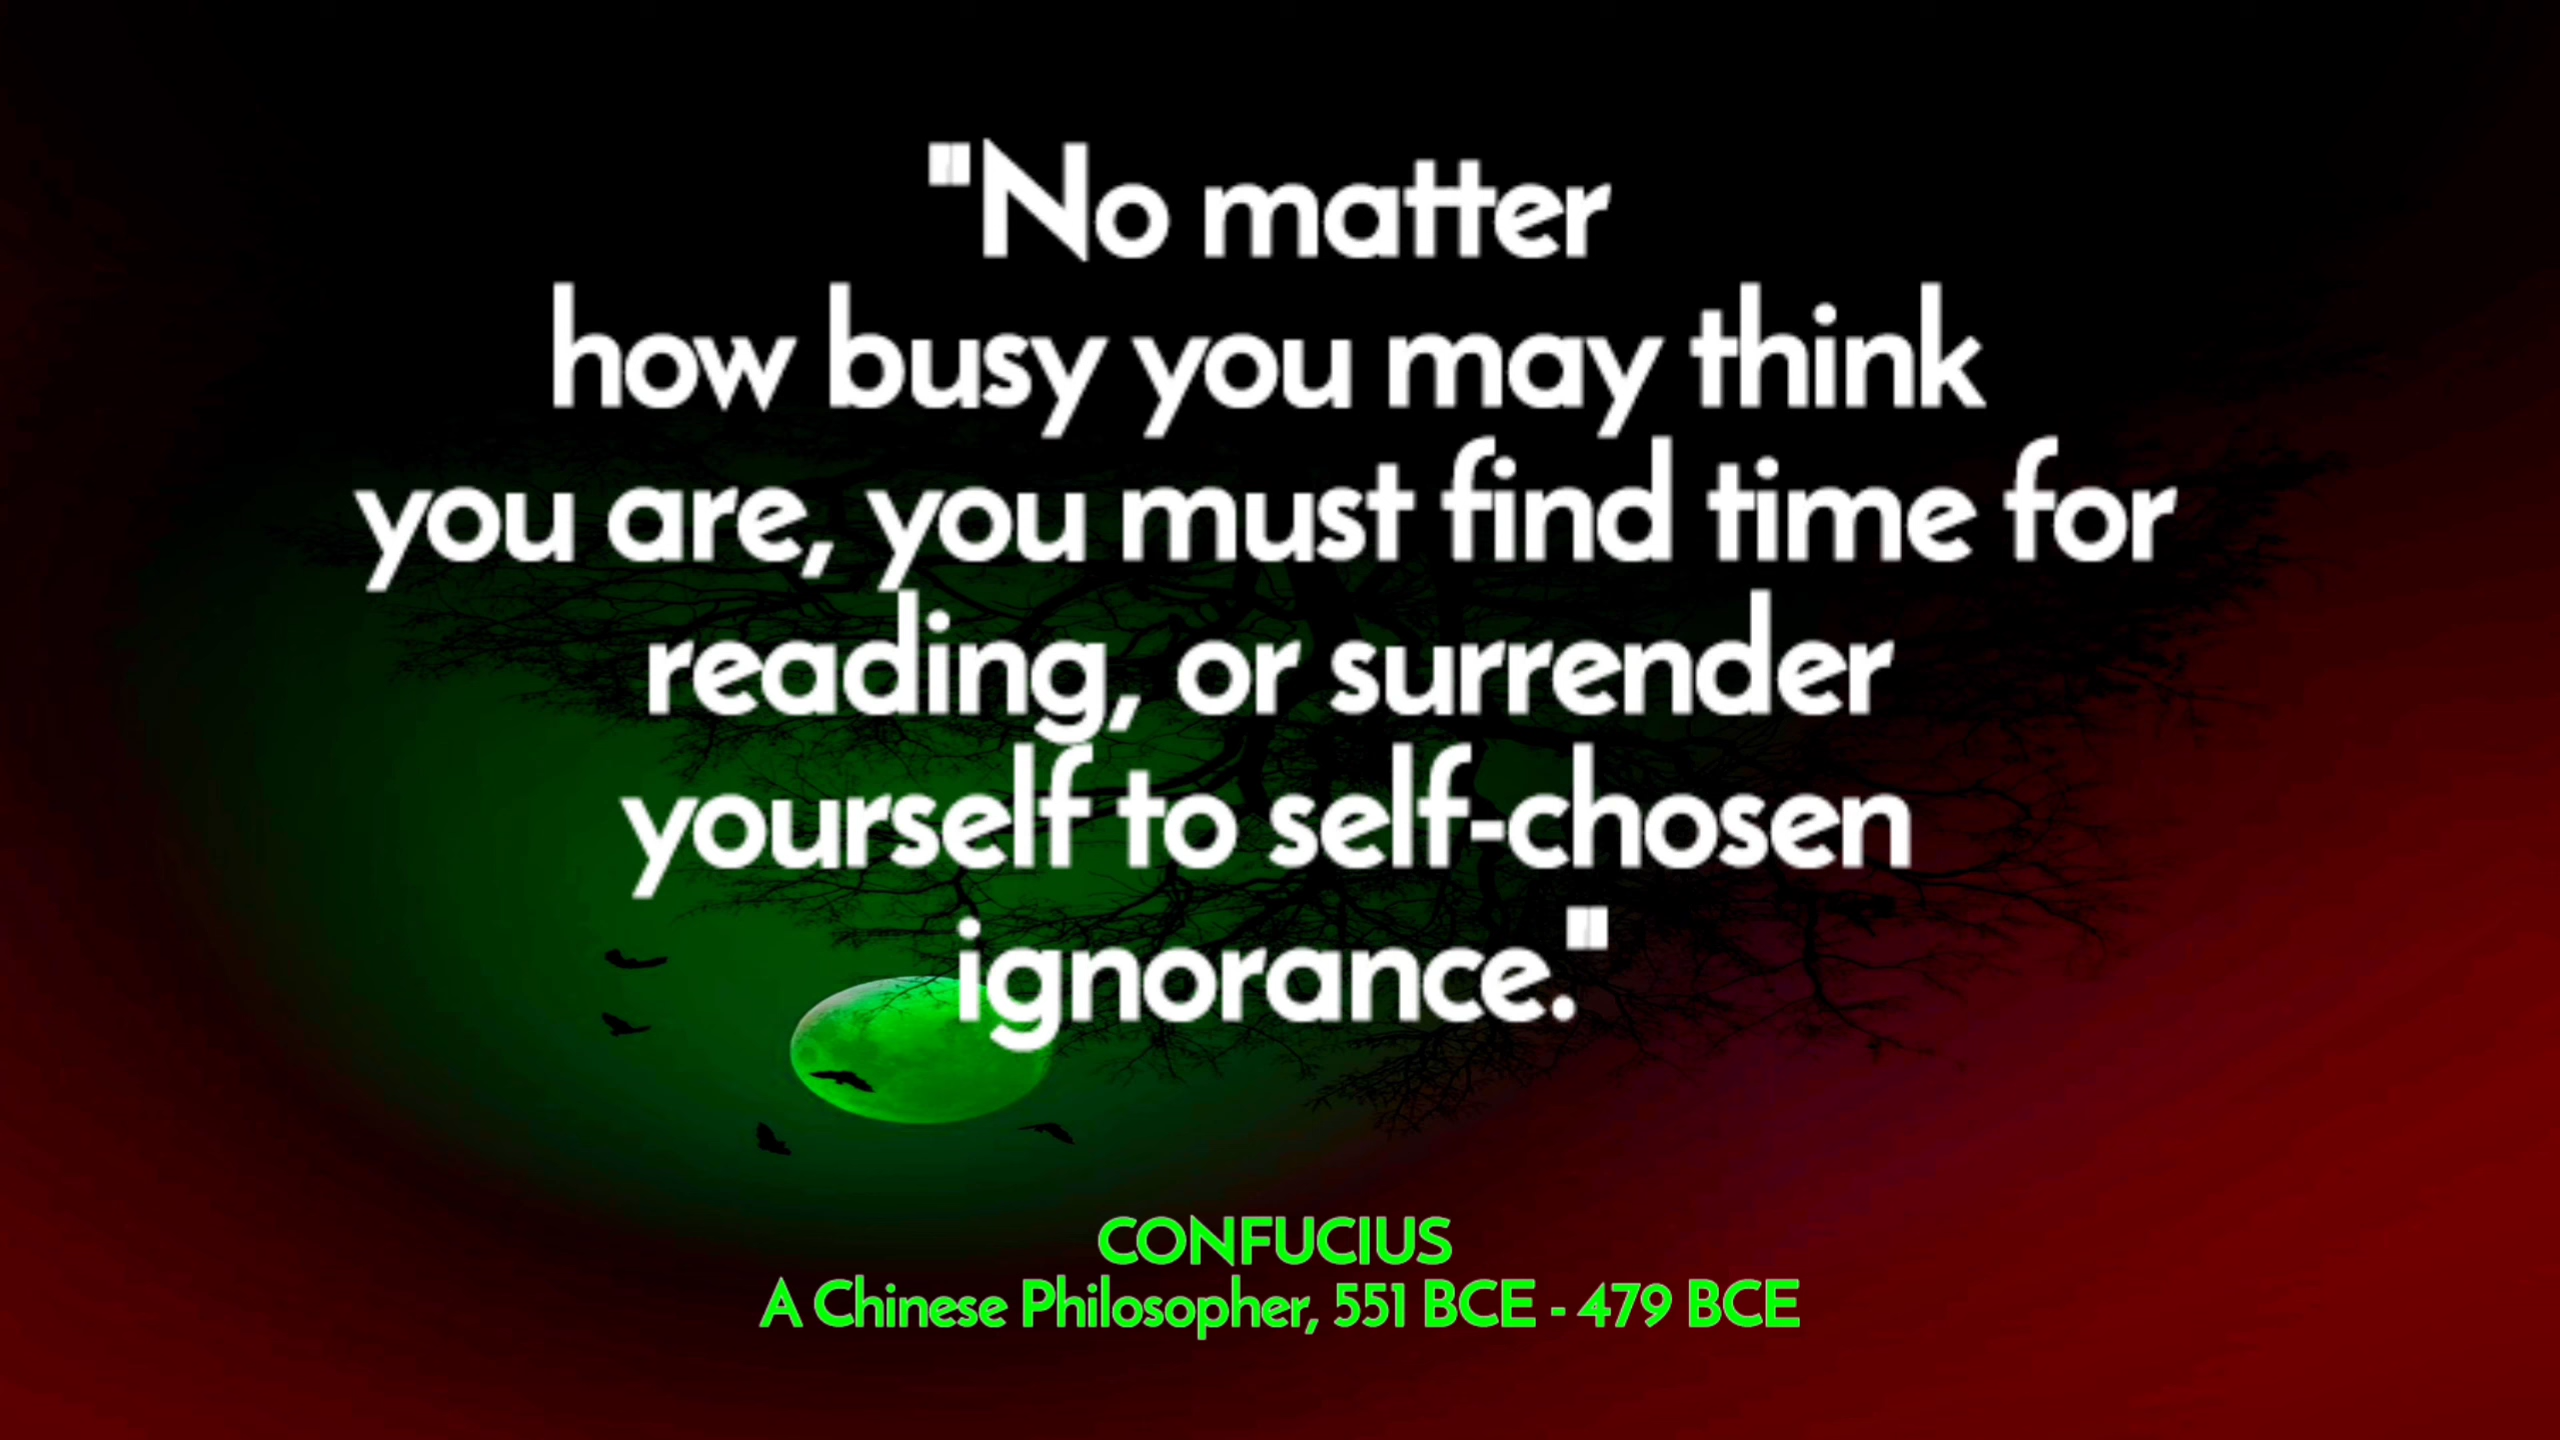 "No matter
how busy you may think
you are, you must find time for
reading, or surrender
yourself to self-chosen
ignorance."
CONFUCIUS
A Chinese Philosopher, 551 BCE - 479 BCE